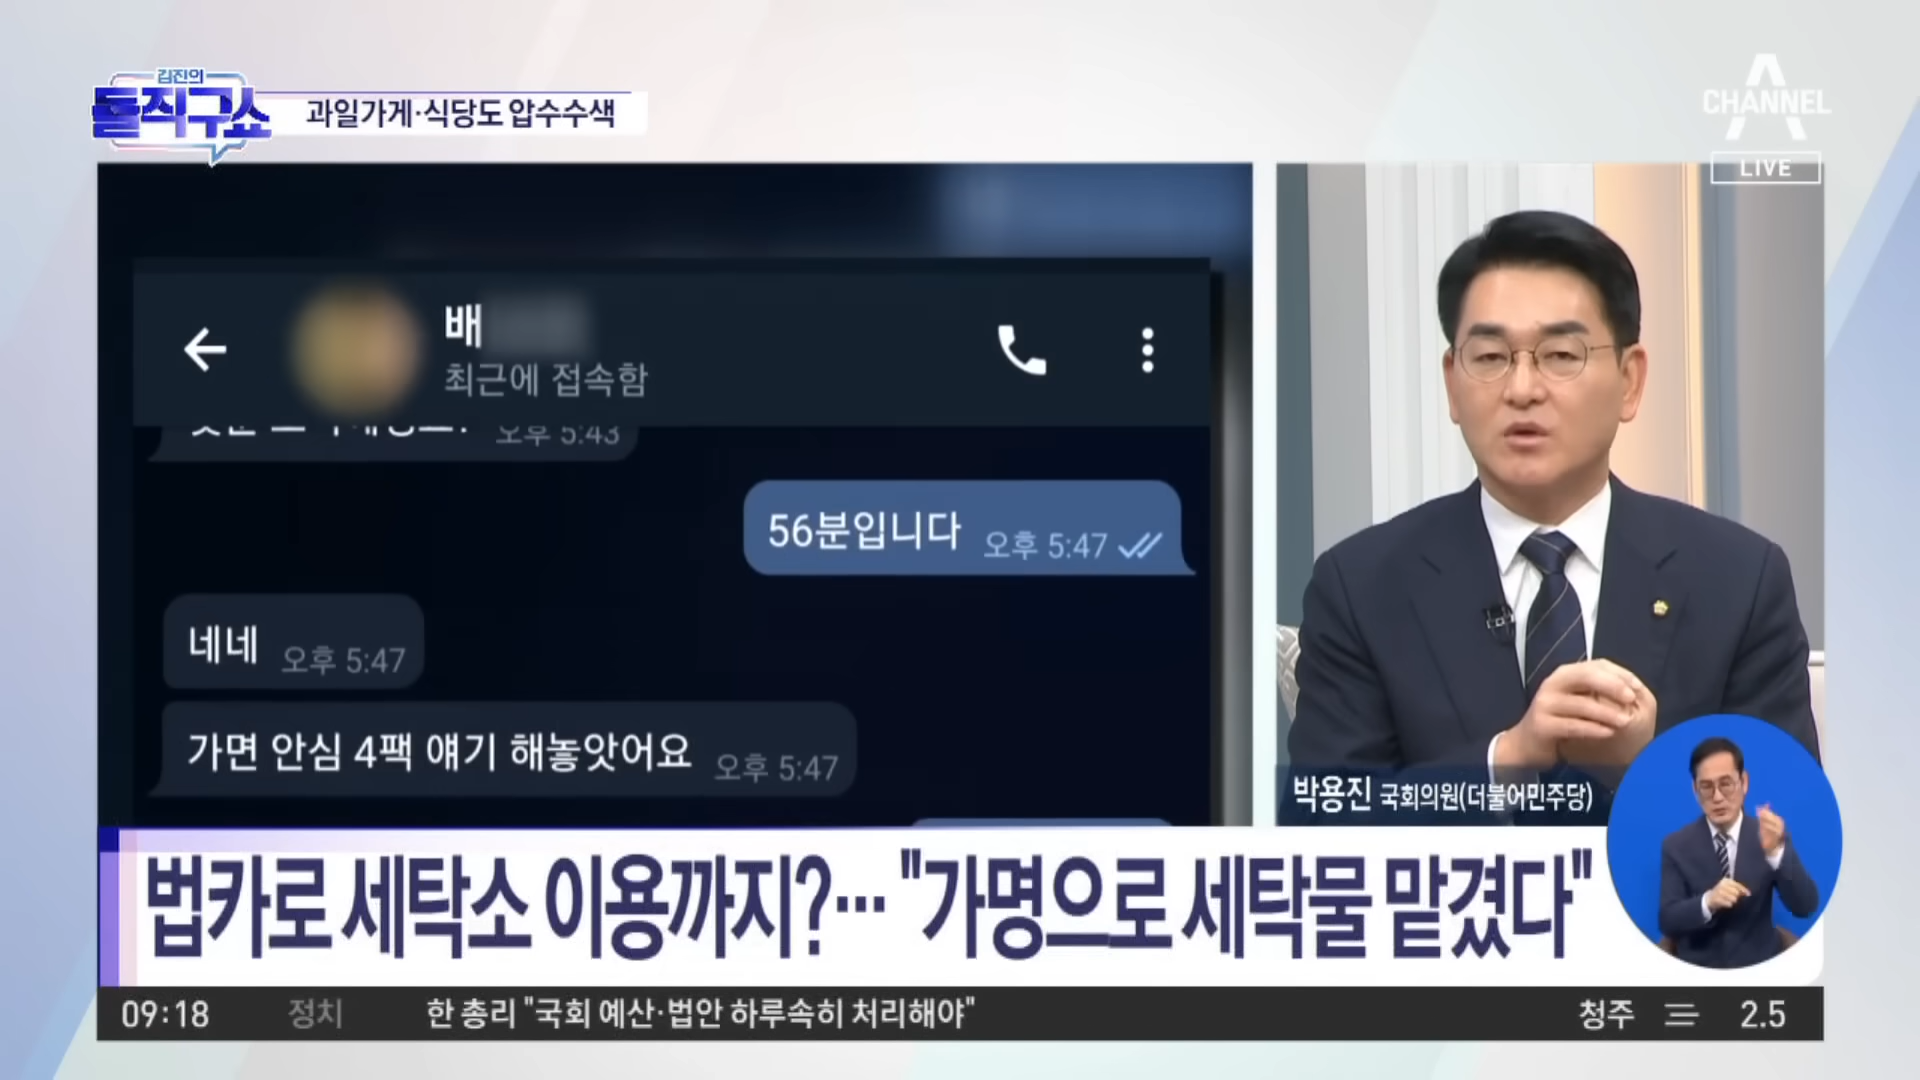 김진의
돌직구쇼
과일가게·식당도 압수수색
CHANNEL A
LIVE
배
최근에 접속함
오후 5:43
56분입니다 오후 5:47
네네 오후 5:47
가면 안심 4팩 얘기 해놓앗어요 오후 5:47
박용진 국회의원(더불어민주당)
법카로 세탁소 이용까지?… "가명으로 세탁물 맡겼다"
09:18 정치 한 총리 "국회 예산·법안 하루속히 처리해야" 청주 2.5